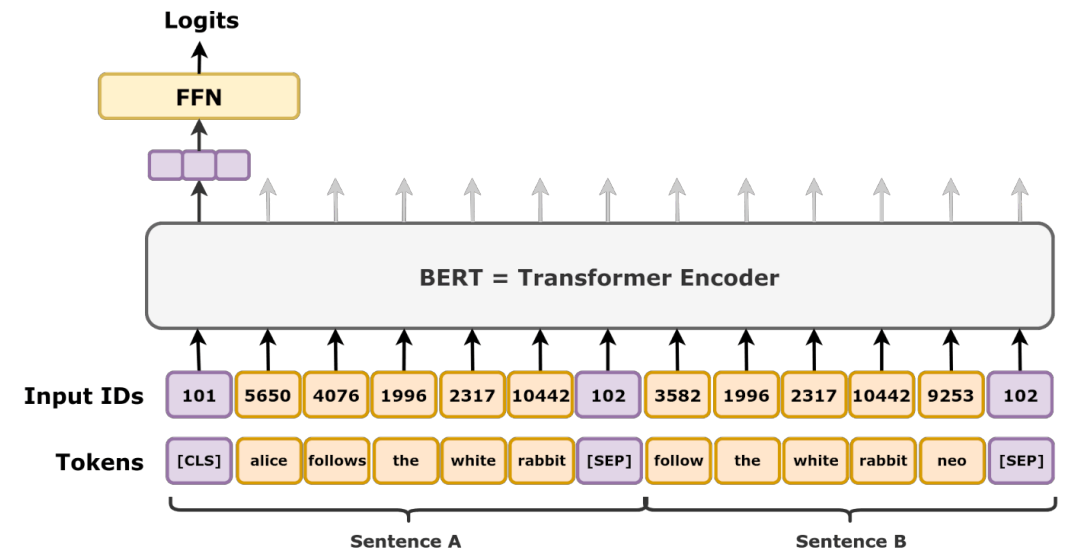 Logits
FFN
BERT = Transformer Encoder
Input IDs 101 5650 4076 1996 2317 10442 102 3582 1996 2317 10442 9253 102
Tokens [CLS] alice follows the white rabbit [SEP] follow the white rabbit neo [SEP]
Sentence A Sentence B